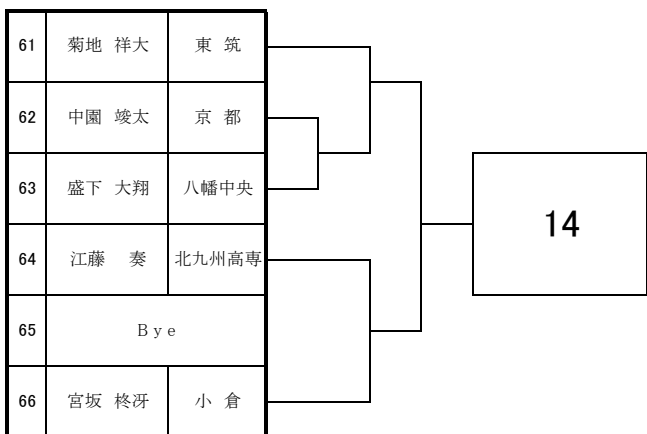 61 菊地 祥大 東 筑
62 中園 竣太 京 都
63 盛下 大翔 八幡中央
14
64 江藤 奏 北九州高専
65 Bye
66 宮坂 柊冴 小 倉